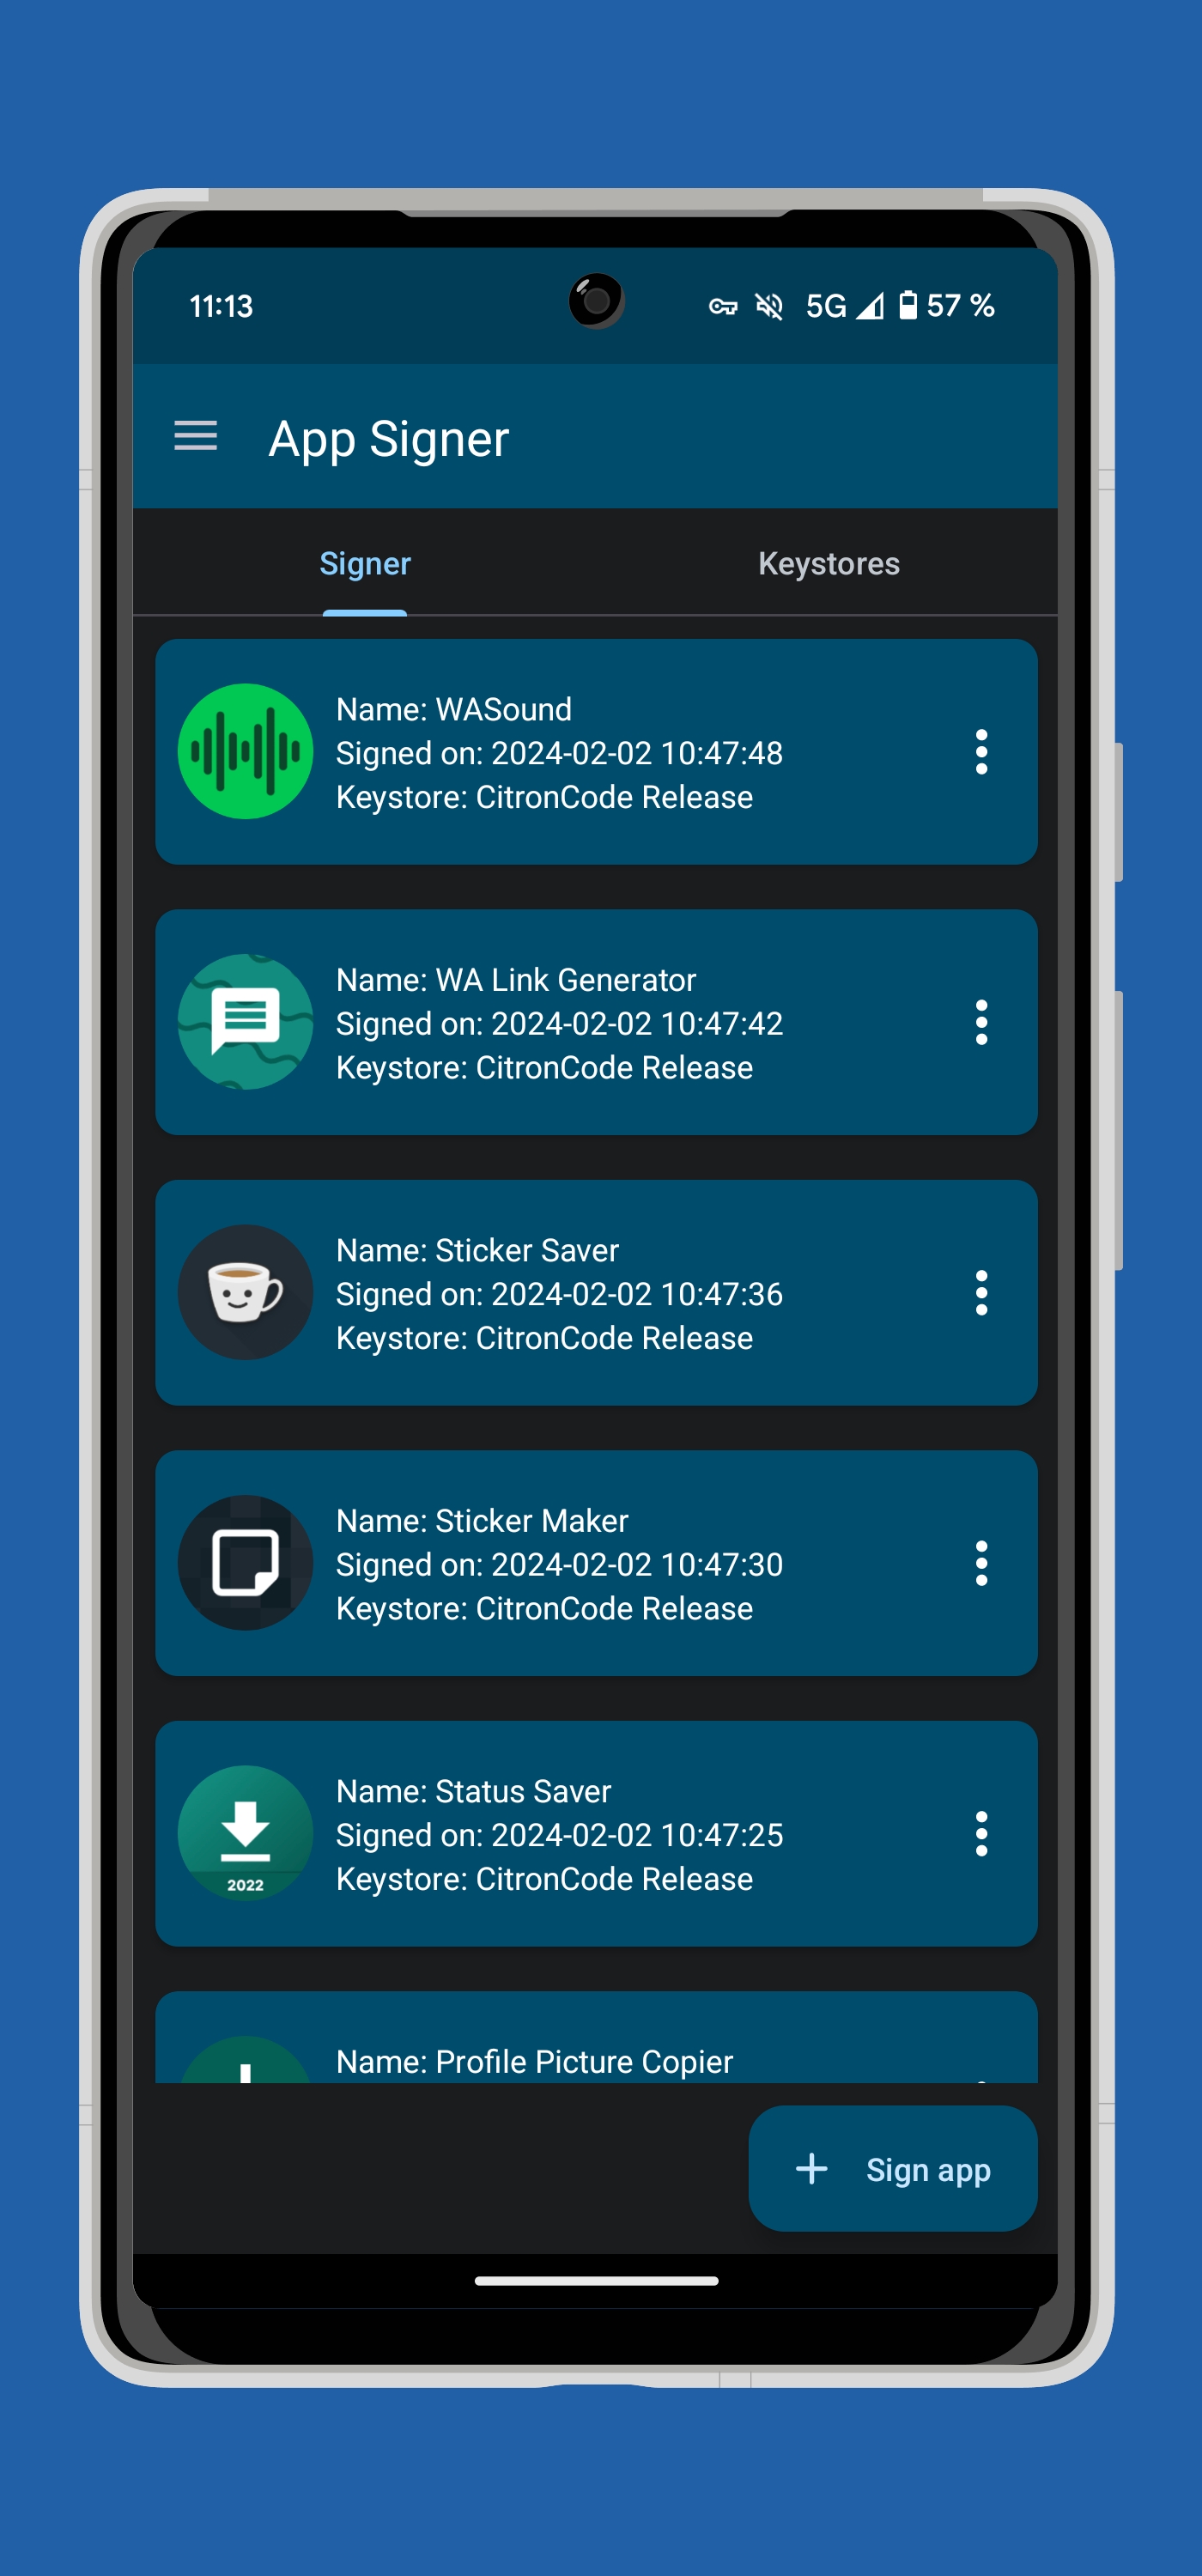 11:13
5G
57 %
App Signer
Signer
Keystores
Name: WASound
Signed on: 2024-02-02 10:47:48
Keystore: CitronCode Release
Name: WA Link Generator
Signed on: 2024-02-02 10:47:42
Keystore: CitronCode Release
Name: Sticker Saver
Signed on: 2024-02-02 10:47:36
Keystore: CitronCode Release
Name: Sticker Maker
Signed on: 2024-02-02 10:47:30
Keystore: CitronCode Release
Name: Status Saver
Signed on: 2024-02-02 10:47:25
Keystore: CitronCode Release
2022
Name: Profile Picture Copier
Sign app